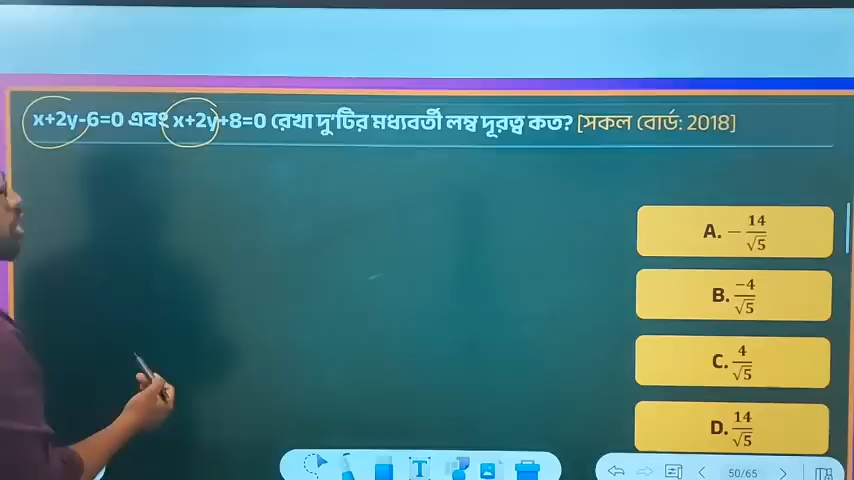 x+2y-6=0 এবং x+2y+8=0 রেখা দু'টির মধ্যবর্তী লম্ব দূরত্ব কত? [সকল বোর্ড: 2018]
A. -14/√5
B. -4/√5
C. 4/√5
D. 14/√5
T
50/65